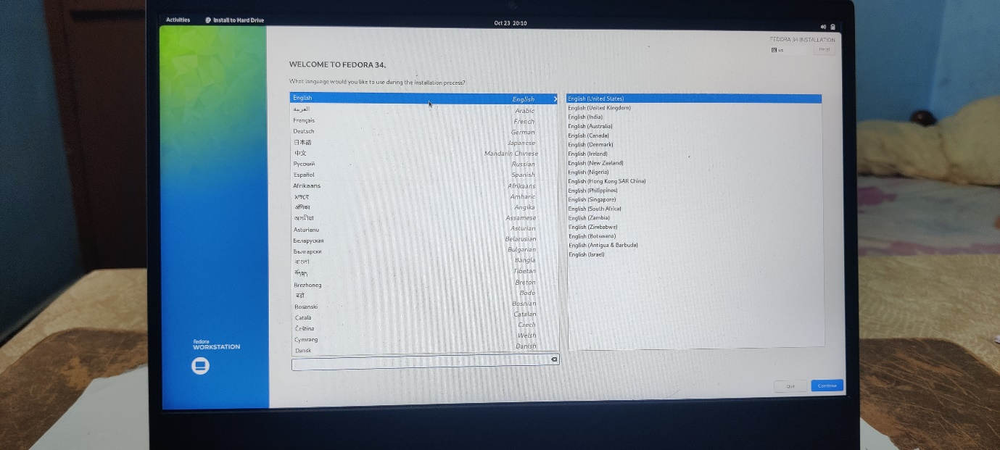 Activities Install to Hard Drive
Oct 23 20:10
FEDORA 34 INSTALLATION
us
Help!
WELCOME TO FEDORA 34.
What language would you like to use during the installation process?
English English
العربية Arabic
Français French
Deutsch German
日本語 Japanese
中文 Mandarin Chinese
Русский Russian
Español Spanish
Afrikaans Afrikaans
አማርኛ Amharic
अंगिका Angika
অসমীয়া Assamese
Asturianu Asturian
Беларуская Belarusian
Български Bulgarian
বাংলা Bangla
Tibetan
Brezhoneg Breton
बड़ो Bodo
Bosanski Bosnian
Català Catalan
Čeština Czech
Cymraeg Welsh
Dansk Danish
English (United States)
English (United Kingdom)
English (India)
English (Australia)
English (Canada)
English (Denmark)
English (Ireland)
English (New Zealand)
English (Nigeria)
English (Hong Kong SAR China)
English (Philippines)
English (Singapore)
English (South Africa)
English (Zambia)
English (Zimbabwe)
English (Botswana)
English (Antigua & Barbuda)
English (Israel)
fedora
WORKSTATION
Quit
Continue